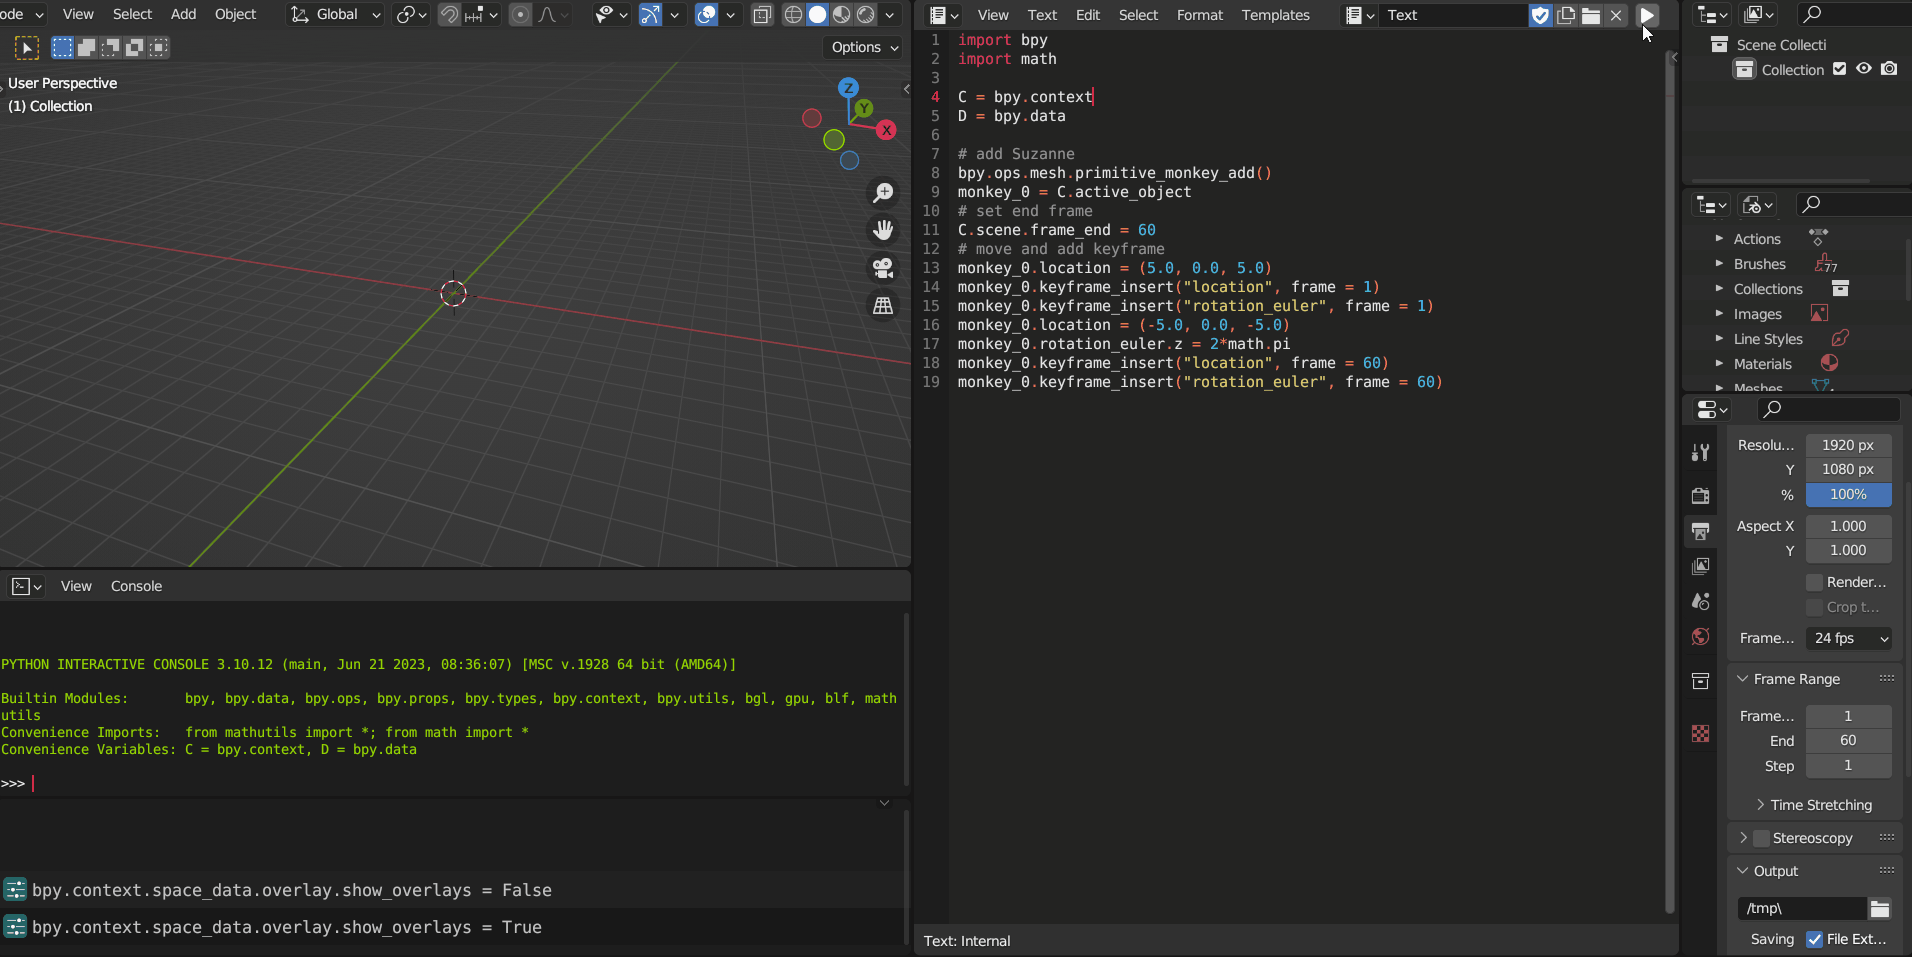 ode View Select Add Object Global
Options
User Perspective
(1) Collection
Z
Y
X
View Console
PYTHON INTERACTIVE CONSOLE 3.10.12 (main, Jun 21 2023, 08:36:07) [MSC v.1928 64 bit (AMD64)]
Builtin Modules: bpy, bpy.data, bpy.ops, bpy.props, bpy.types, bpy.context, bpy.utils, bgl, gpu, blf, math
utils
Convenience Imports: from mathutils import *; from math import *
Convenience Variables: C = bpy.context, D = bpy.data
>>>
bpy.context.space_data.overlay.show_overlays = False
bpy.context.space_data.overlay.show_overlays = True
View Text Edit Select Format Templates Text
1 import bpy
2 import math
3
4 C = bpy.context
5 D = bpy.data
6
7 # add Suzanne
8 bpy.ops.mesh.primitive_monkey_add()
9 monkey_0 = C.active_object
10 # set end frame
11 C.scene.frame_end = 60
12 # move and add keyframe
13 monkey_0.location = (5.0, 0.0, 5.0)
14 monkey_0.keyframe_insert("location", frame = 1)
15 monkey_0.keyframe_insert("rotation_euler", frame = 1)
16 monkey_0.location = (-5.0, 0.0, -5.0)
17 monkey_0.rotation_euler.z = 2*math.pi
18 monkey_0.keyframe_insert("location", frame = 60)
19 monkey_0.keyframe_insert("rotation_euler", frame = 60)
Text: Internal
Scene Collecti
Collection
Actions
Brushes 77
Collections
Images
Line Styles
Materials
Meshes
Resolu... 1920 px
Y 1080 px
% 100%
Aspect X 1.000
Y 1.000
Render...
Crop t...
Frame... 24 fps
Frame Range
Frame... 1
End 60
Step 1
Time Stretching
Stereoscopy
Output
/tmp\
Saving File Ext...